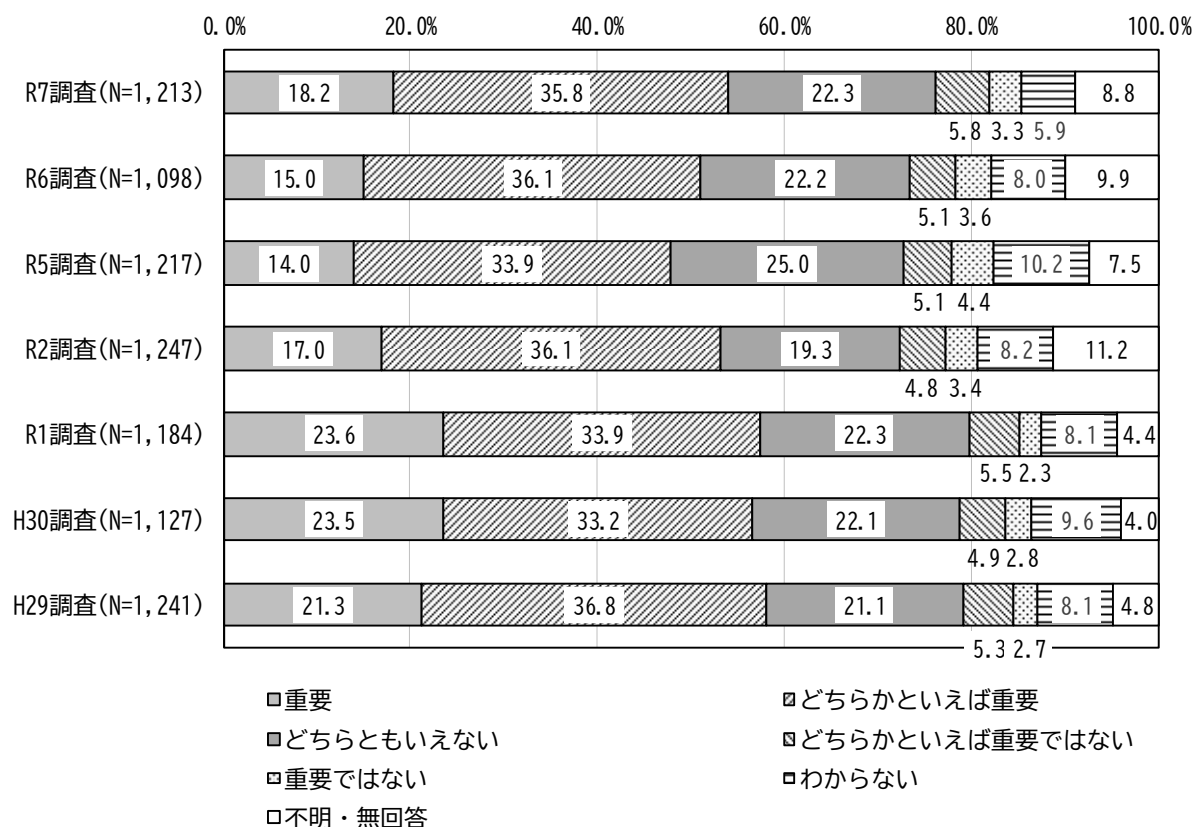 0.0% 20.0% 40.0% 60.0% 80.0% 100.0%
R7調査(N=1,213) 18.2 35.8 22.3 8.8
5.8 3.3 5.9
R6調査(N=1,098) 15.0 36.1 22.2 8.0 9.9
5.1 3.6
R5調査(N=1,217) 14.0 33.9 25.0 10.2 7.5
5.1 4.4
R2調査(N=1,247) 17.0 36.1 19.3 8.2 11.2
4.8 3.4
R1調査(N=1,184) 23.6 33.9 22.3 8.1 4.4
5.5 2.3
H30調査(N=1,127) 23.5 33.2 22.1 9.6 4.0
4.9 2.8
H29調査(N=1,241) 21.3 36.8 21.1 8.1 4.8
5.3 2.7
重要 どちらかといえば重要
どちらともいえない どちらかといえば重要ではない
重要ではない わからない
不明・無回答